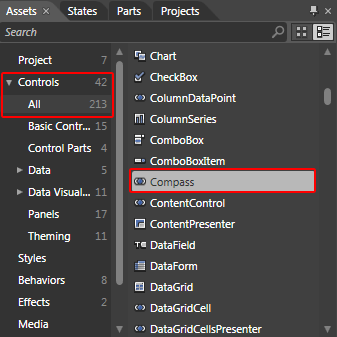 Assets × States Parts Projects
Search
Project 7
Controls 42
All 213
Basic Contr... 15
Control Parts 4
Data 5
Data Visual... 11
Panels 17
Theming 11
Styles
Behaviors 8
Effects 2
Media
Chart
CheckBox
ColumnDataPoint
ColumnSeries
ComboBox
ComboBoxItem
Compass
ContentControl
ContentPresenter
DataField
DataForm
DataGrid
DataGridCell
DataGridCellsPresenter